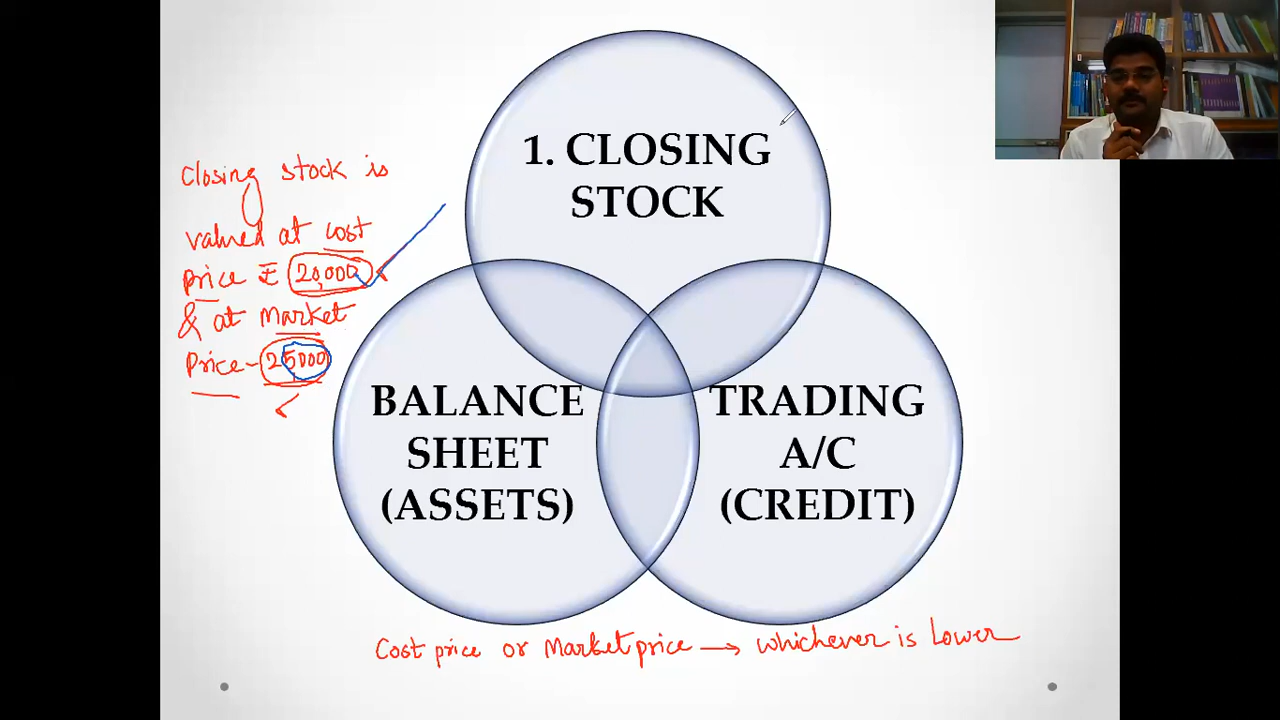 1. CLOSING
STOCK
Closing stock is
valued at cost
price ₹ 20,000
& at Market
Price - 25000
BALANCE
SHEET
(ASSETS)
TRADING
A/C
(CREDIT)
Cost price or Market price → whichever is Lower